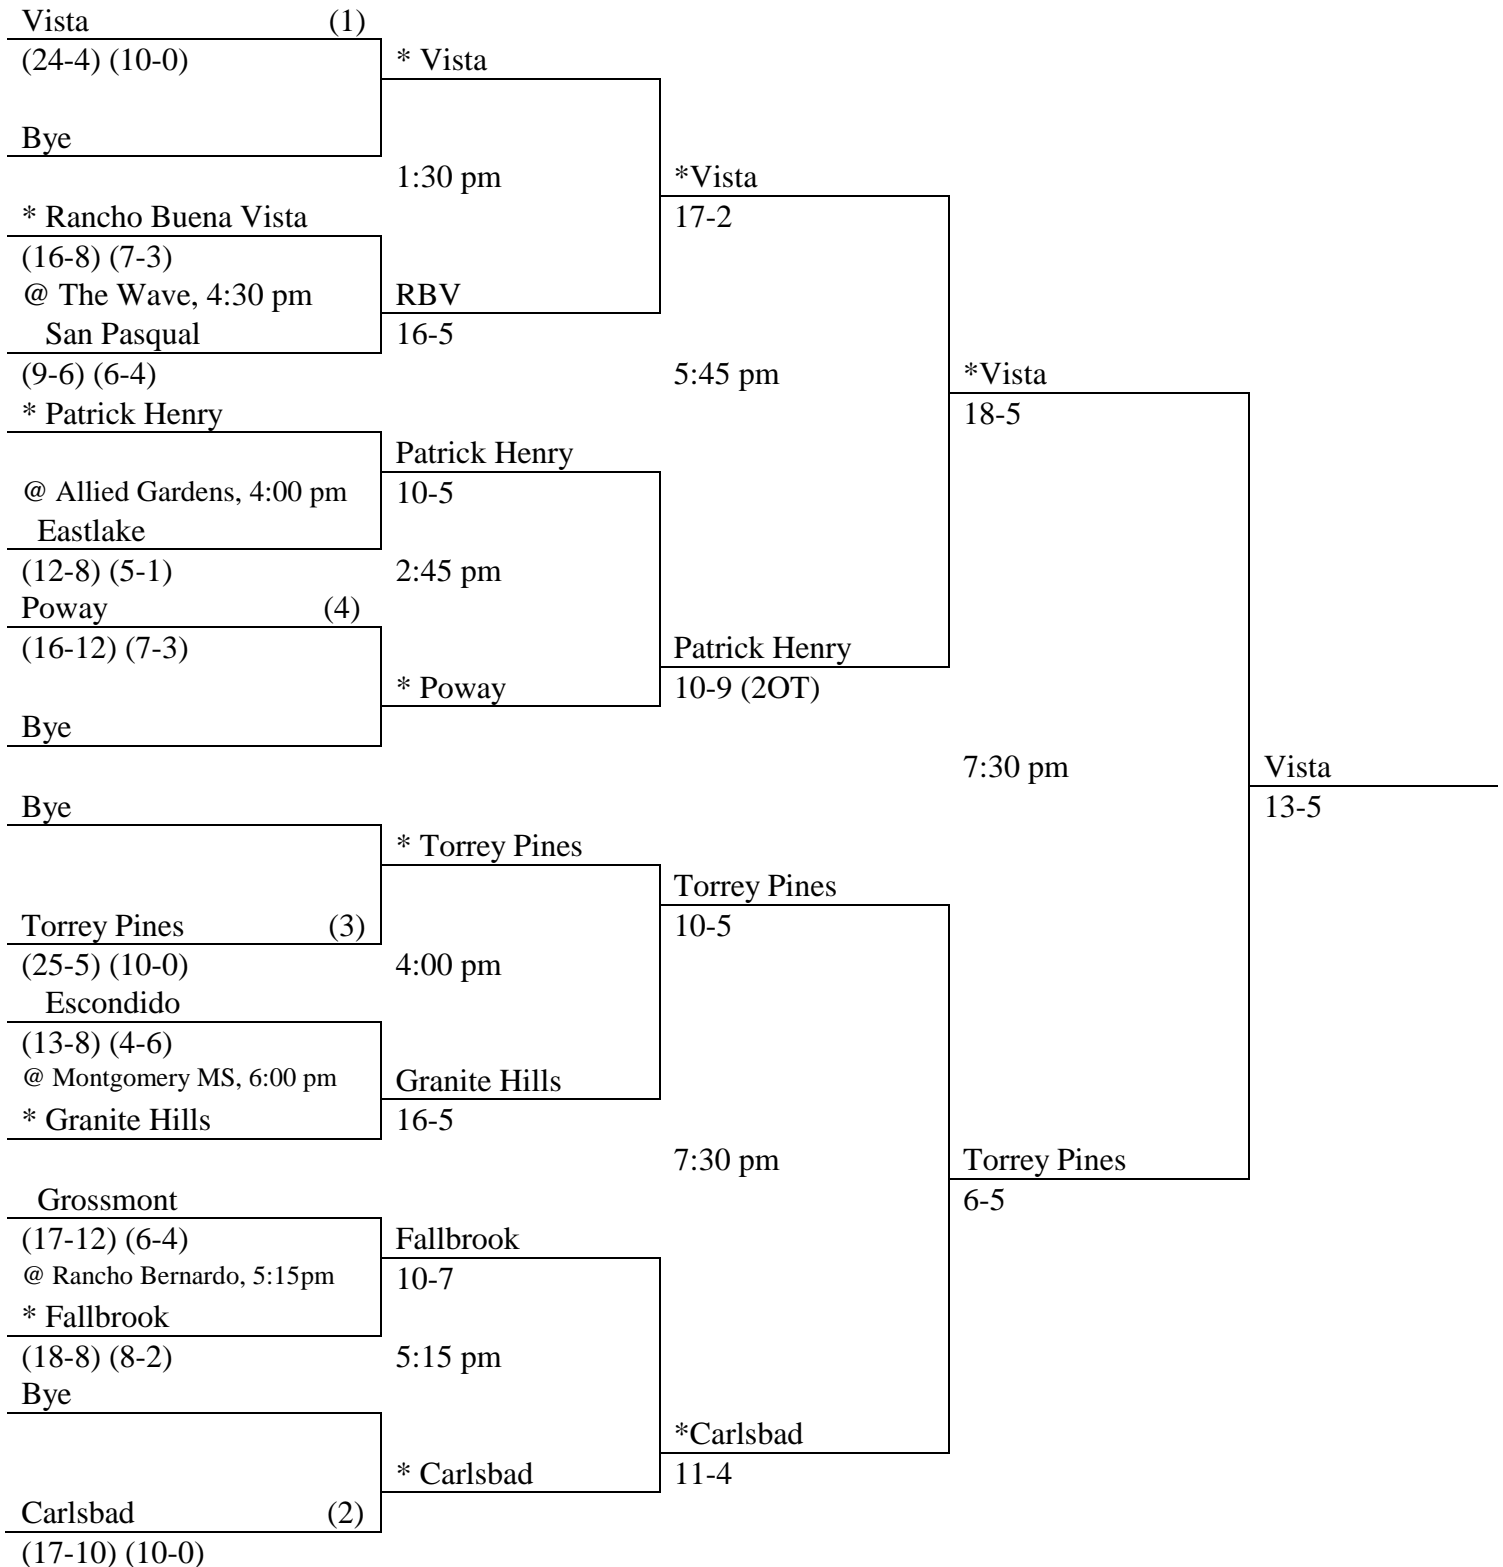 Vista (1)
(24-4) (10-0)
* Vista
Bye
1:30 pm
*Vista
* Rancho Buena Vista
17-2
(16-8) (7-3)
@ The Wave, 4:30 pm
RBV
San Pasqual
16-5
(9-6) (6-4)
5:45 pm
*Vista
* Patrick Henry
18-5
Patrick Henry
@ Allied Gardens, 4:00 pm
10-5
Eastlake
(12-8) (5-1)
2:45 pm
Poway (4)
(16-12) (7-3)
Patrick Henry
* Poway
10-9 (2OT)
Bye
7:30 pm
Vista
Bye
13-5
* Torrey Pines
Torrey Pines
Torrey Pines (3)
10-5
(25-5) (10-0)
4:00 pm
Escondido
(13-8) (4-6)
@ Montgomery MS, 6:00 pm
Granite Hills
* Granite Hills
16-5
7:30 pm
Torrey Pines
Grossmont
6-5
(17-12) (6-4)
Fallbrook
@ Rancho Bernardo, 5:15pm
10-7
* Fallbrook
(18-8) (8-2)
5:15 pm
Bye
*Carlsbad
* Carlsbad
11-4
Carlsbad (2)
(17-10) (10-0)